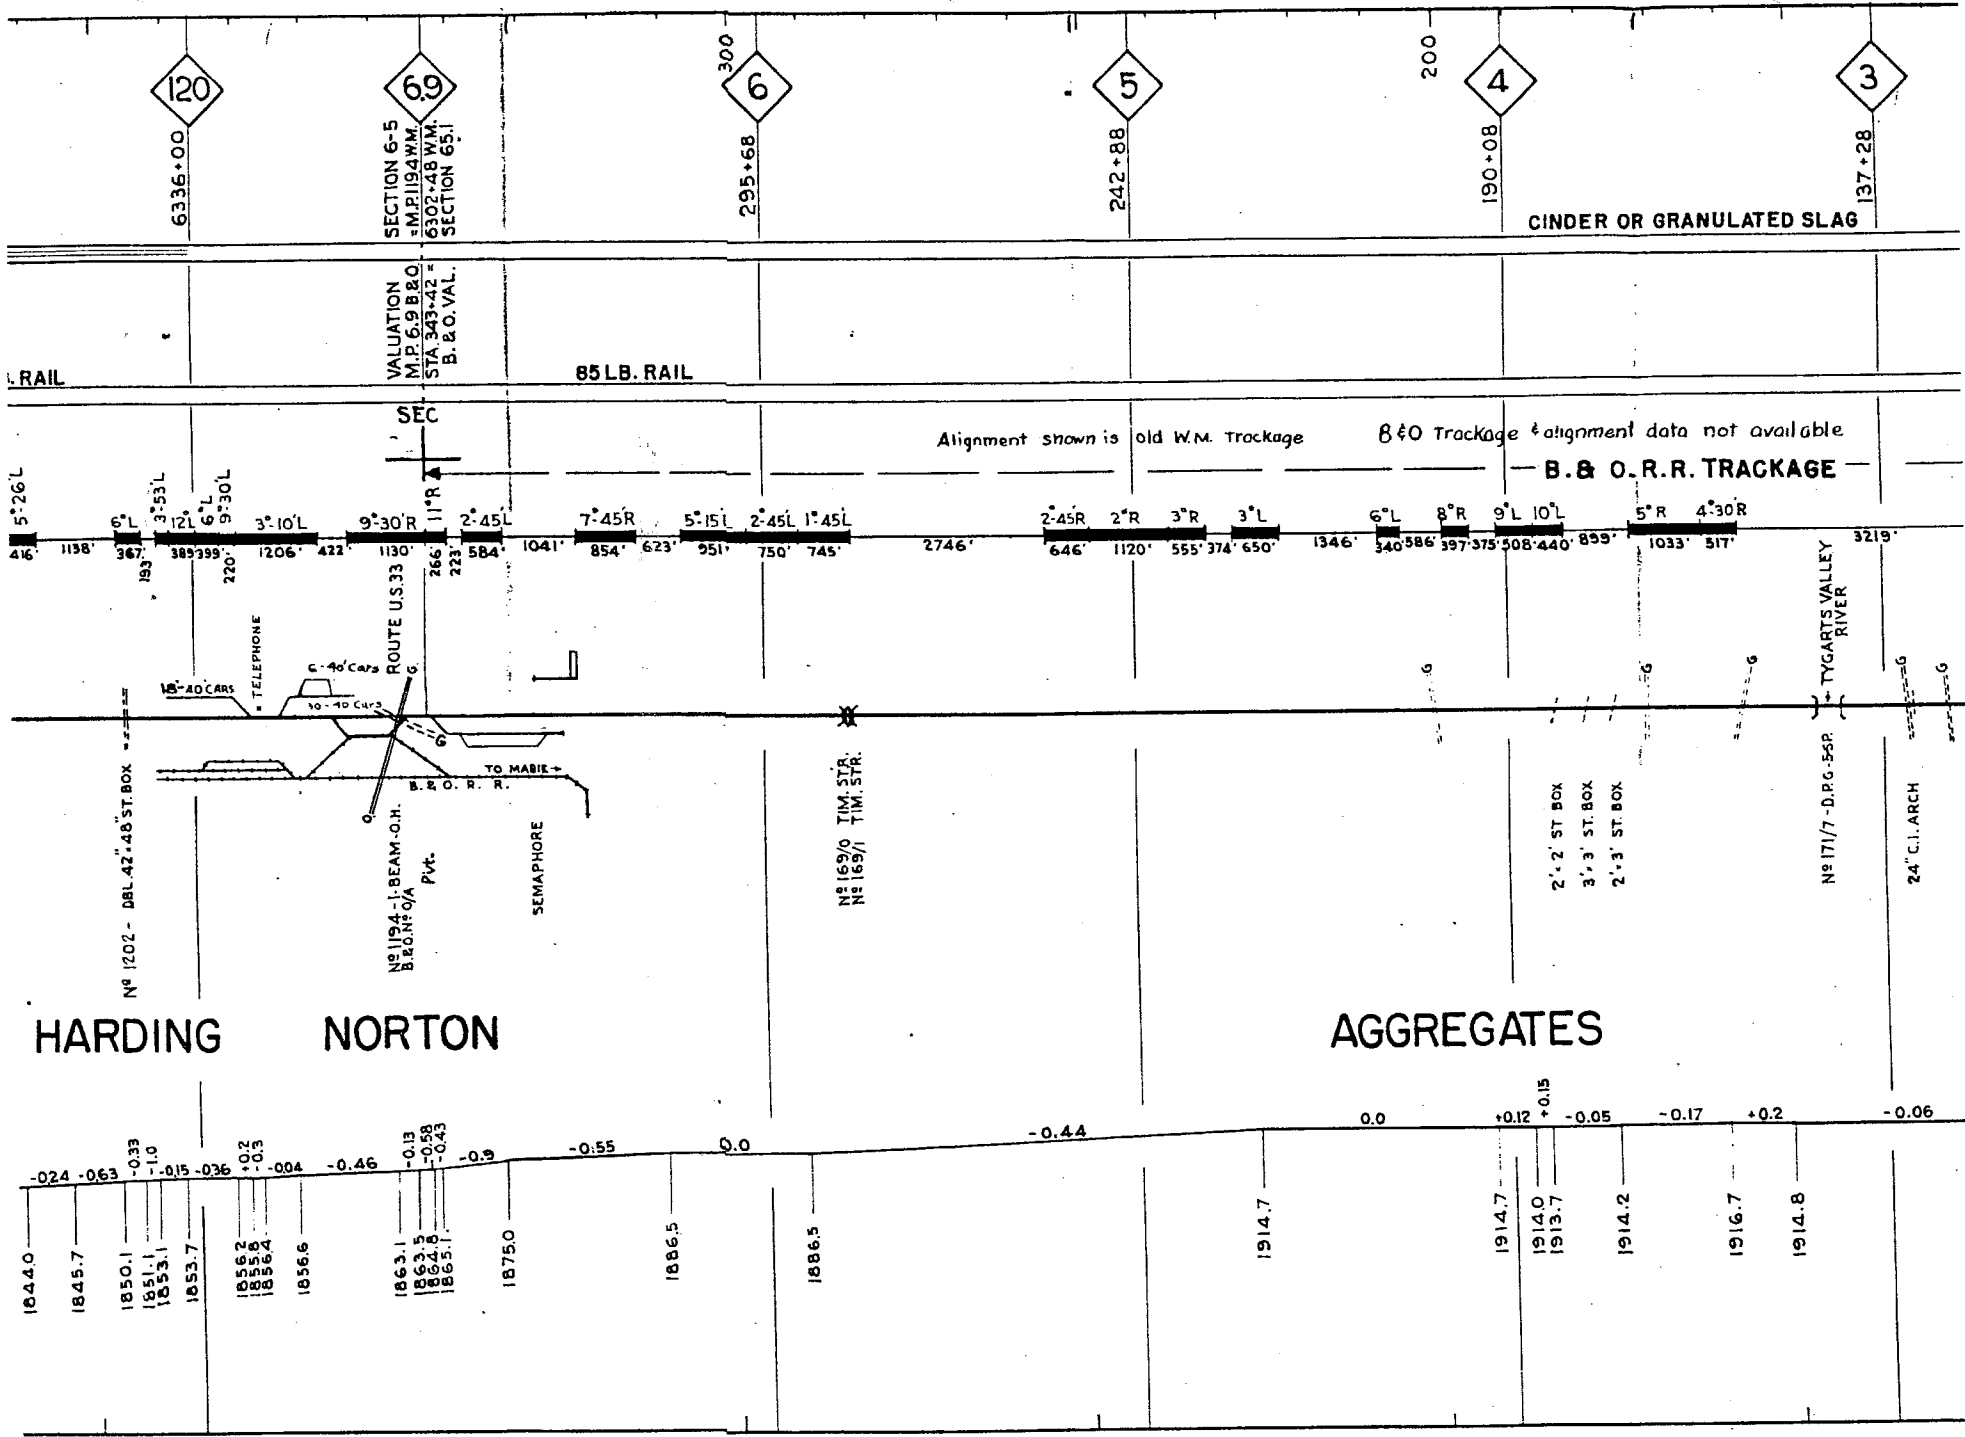 120
6.9
300
6
5
200
4
3
6336+00
SECTION 6-5
=M.P.119.4 W.M.
6302+48 W.M.
SECTION 65.1
295+68
242+88
190+08
137+28
CINDER OR GRANULATED SLAG
VALUATION
M.P. 6.9 B.&O.
STA. 343+42 =
B.&O. VAL.
RAIL
85 LB. RAIL
SEC
Alignment shown is old W.M. Trackage
B&O Trackage & alignment data not available
B.& O.R.R. TRACKAGE
5°-26'L
6°L
3°-53'L
12°L
6°L
9°-30'L
3°-10'L
9°-30'R
11°R
2°-45'L
7°-45'R
5°-15'L
2°-45'L
1°-45'L
2°-45'R
2°R
3°R
3°L
6°L
8°R
9°L
10°L
5°R
4°-30'R
416'
1138'
367'
193'
389'
399'
220'
1206'
422'
1130'
266'
223'
584'
1041'
854'
623'
951'
750'
745'
2746'
646'
1120'
555'
374'
650'
1346'
340'
586'
397'
375'
508'
440'
899'
1033'
517'
3219'
TELEPHONE
ROUTE U.S.33
18-40' CARS
6-40' Cars
30-40 Cars
G
G
O
TO MABIE→
B. & O. R. R.
G
G
G
TYGARTS VALLEY
RIVER
G
G
Nº 1202 - DBL. 42"x48" ST. BOX
Nº 1194-I-BEAM-O.H.
B.&O. Nº 0/A
Pvt.
SEMAPHORE
Nº 169/0 TIM. STR.
Nº 169/1 TIM. STR.
2'x2' ST BOX
3'x3' ST. BOX
2'x3' ST. BOX
Nº 171/7-D.P.G.-5SP.
24" C.I. ARCH
HARDING
NORTON
AGGREGATES
-0.24
-0.63
-0.33
-1.0
-0.15
-0.36
+0.2
-0.3
-0.04
-0.46
-0.13
-0.58
-0.43
-0.9
-0.55
0.0
-0.44
0.0
+0.12
+0.15
-0.05
-0.17
+0.2
-0.06
1844.0
1845.7
1850.1
1851.1
1853.1
1853.7
1856.2
1855.8
1856.4
1856.6
1863.1
1863.5
1864.8
1865.1
1875.0
1886.5
1886.5
1914.7
1914.7
1914.0
1913.7
1914.2
1916.7
1914.8